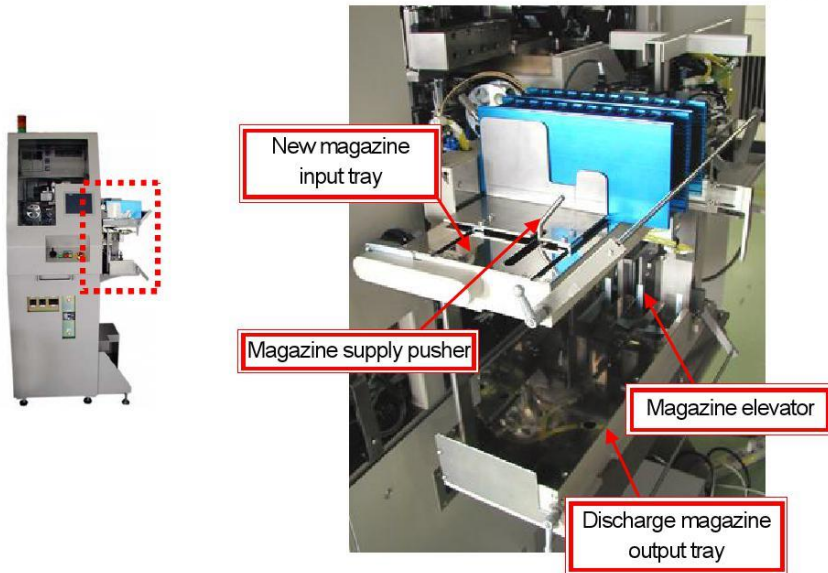 New magazine
input tray
Magazine supply pusher
Magazine elevator
Discharge magazine
output tray